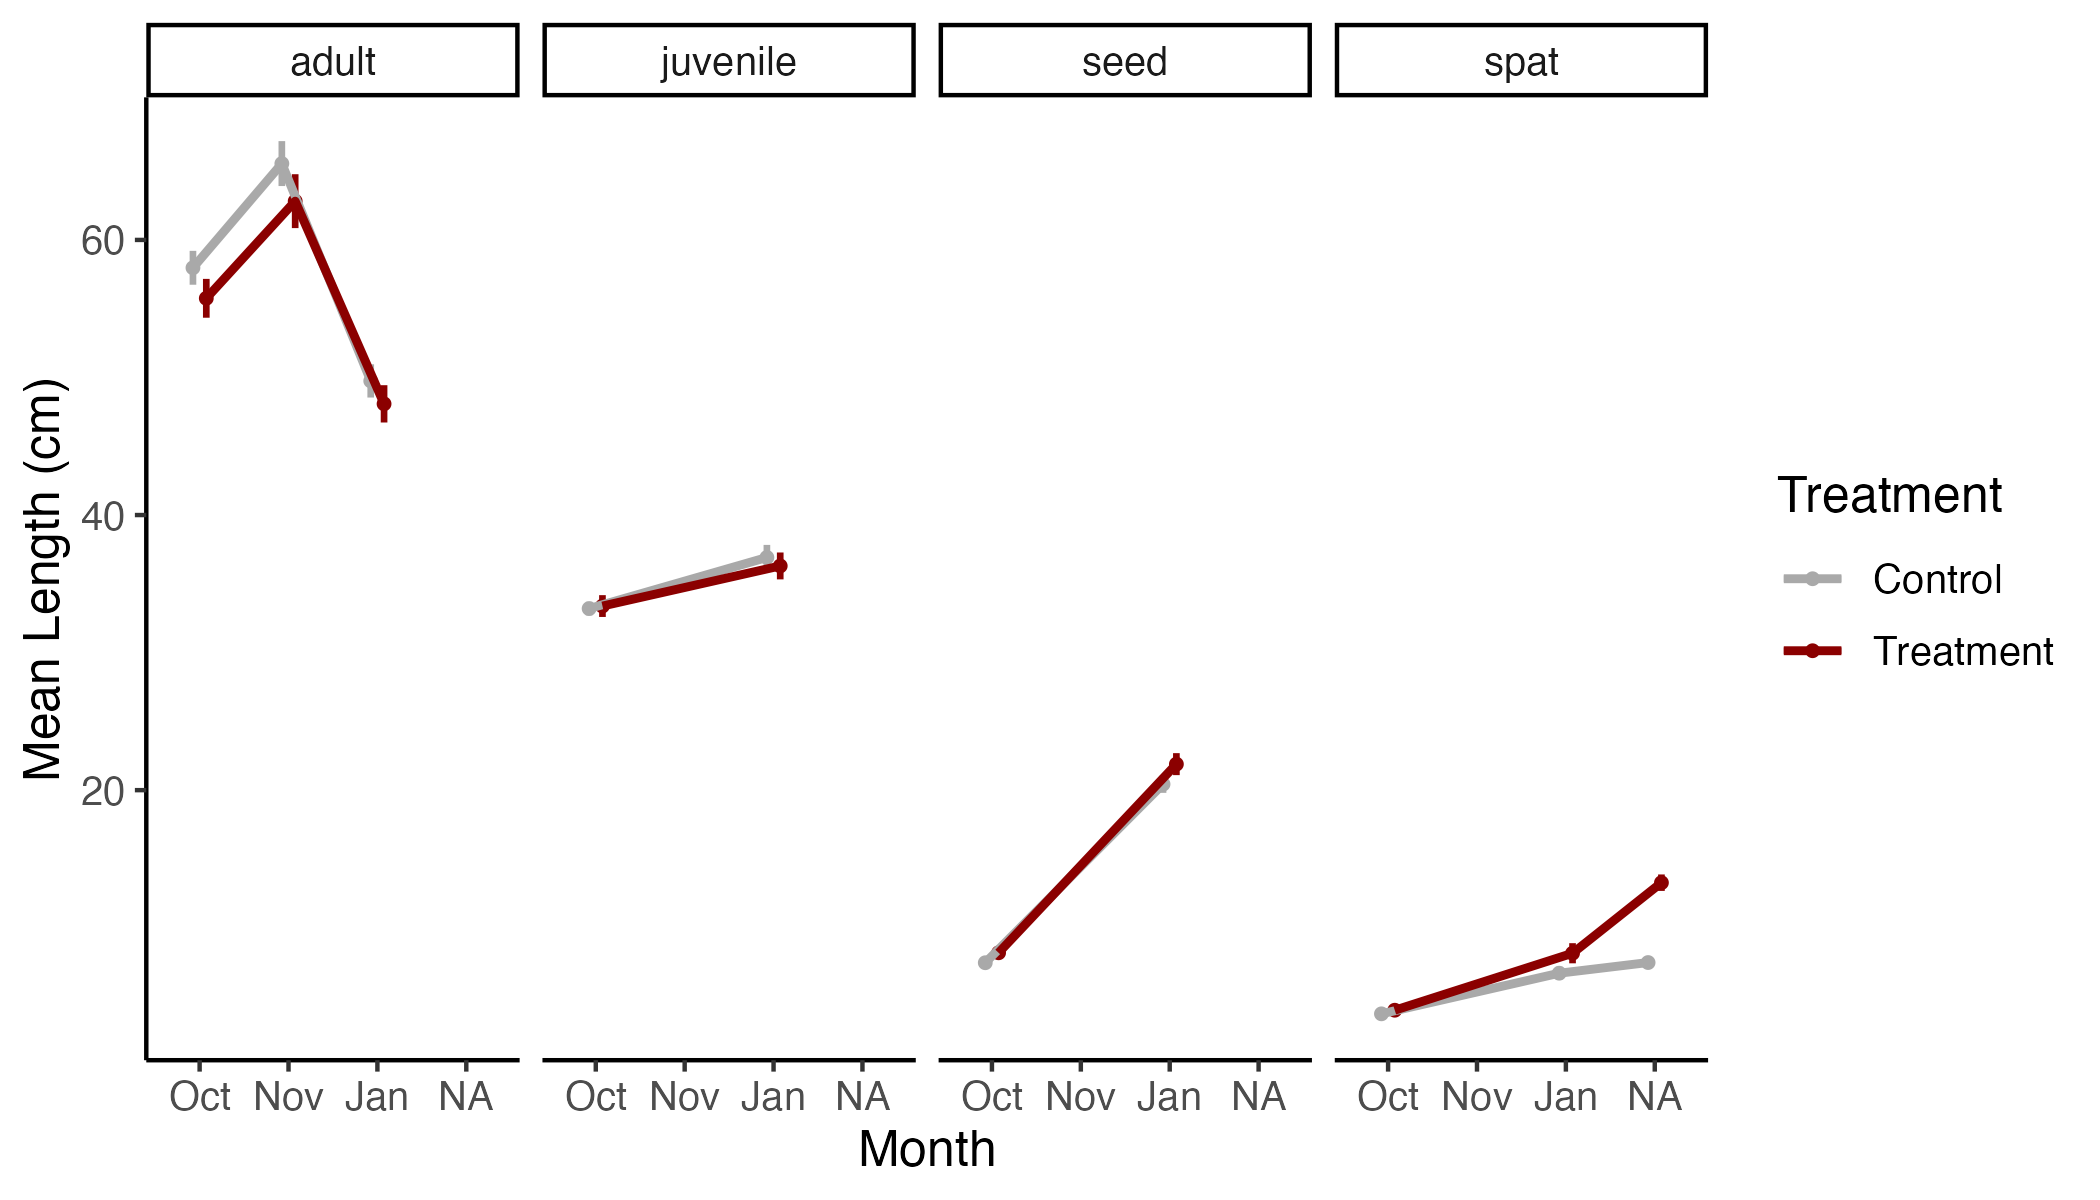 adult
juvenile
seed
spat
Mean Length (cm)
60
40
20
Oct Nov Jan NA
Oct Nov Jan NA
Oct Nov Jan NA
Oct Nov Jan NA
Month
Treatment
Control
Treatment